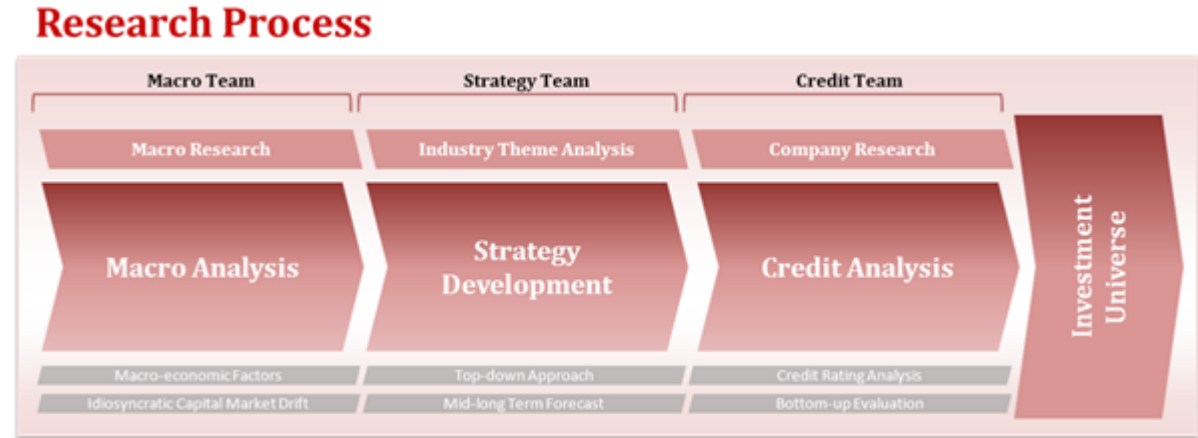 Research Process
Macro Team
Strategy Team
Credit Team
Macro Research
Industry Theme Analysis
Company Research
Macro Analysis
Strategy
Development
Credit Analysis
Investment
Universe
Macro-economic Factors
Top-down Approach
Credit Rating Analysis
Idiosyncratic Capital Market Drift
Mid-long Term Forecast
Bottom-up Evaluation